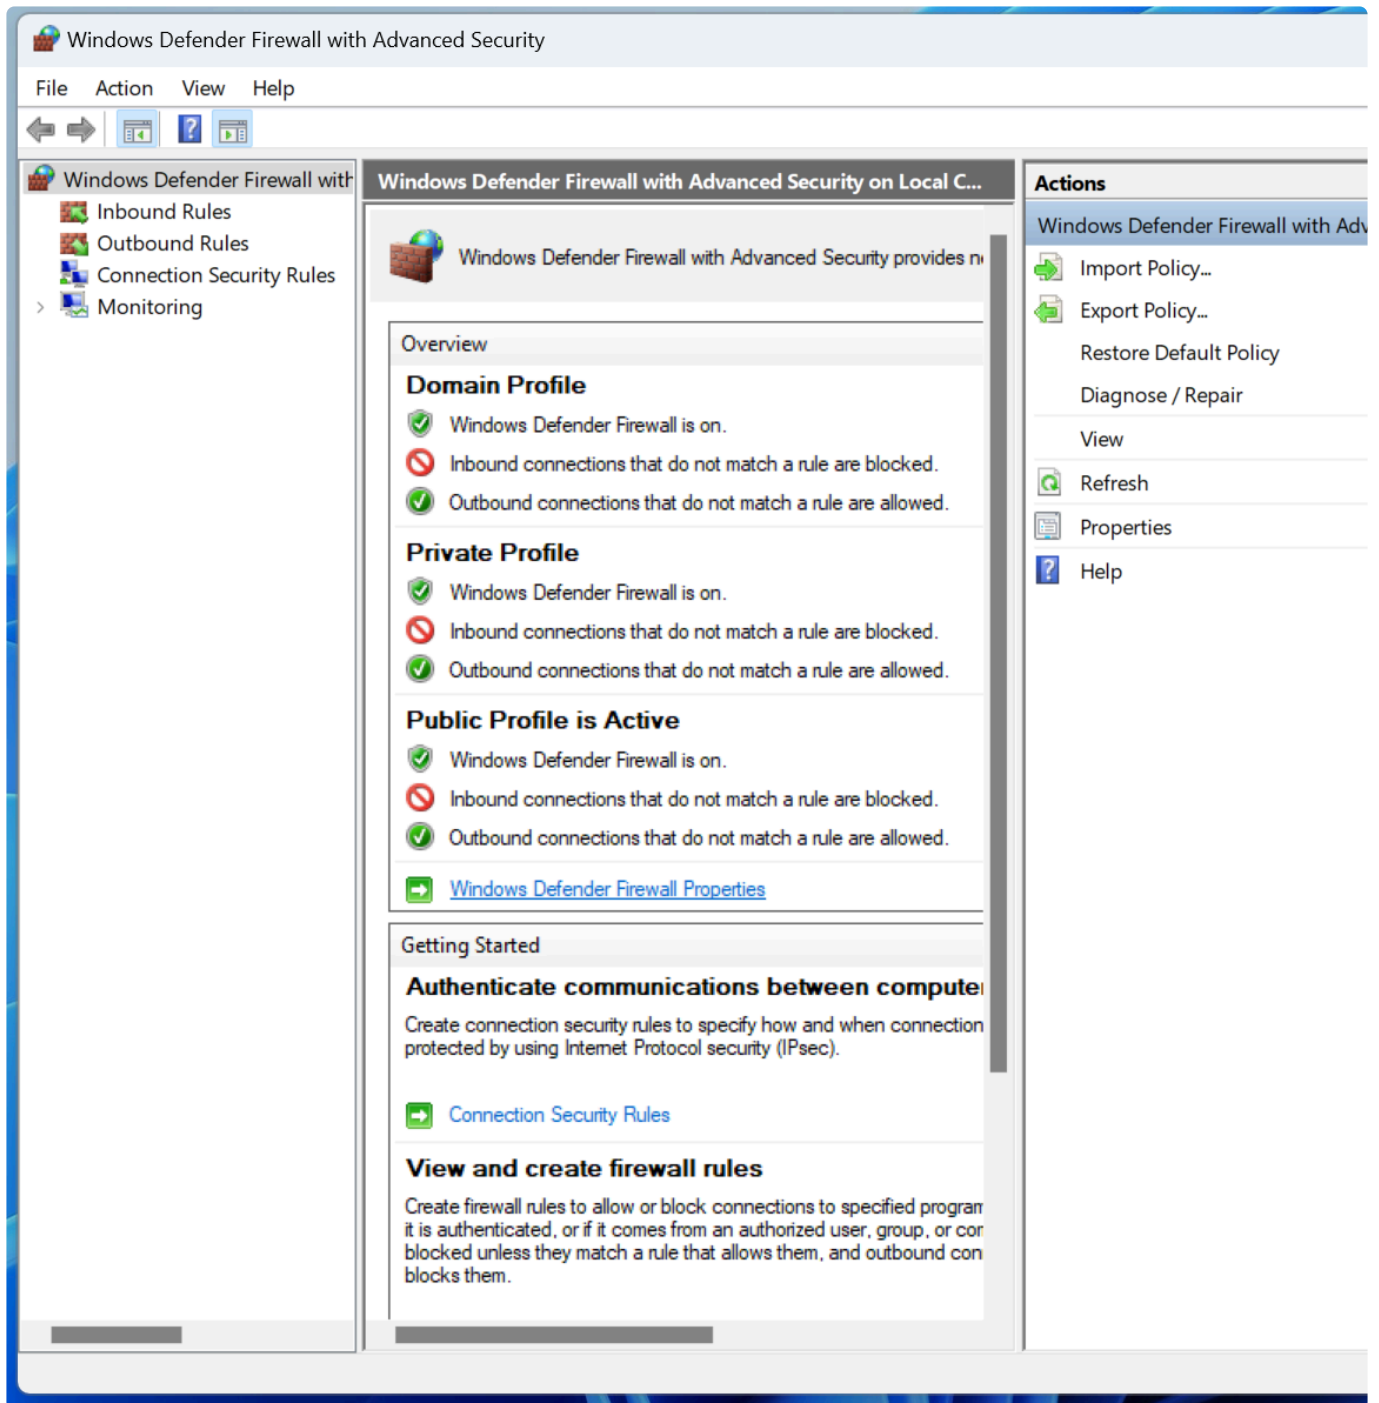 Windows Defender Firewall with Advanced Security
File Action View Help
Windows Defender Firewall with
Inbound Rules
Outbound Rules
Connection Security Rules
Monitoring
Windows Defender Firewall with Advanced Security on Local C...
Windows Defender Firewall with Advanced Security provides n
Overview
Domain Profile
Windows Defender Firewall is on.
Inbound connections that do not match a rule are blocked.
Outbound connections that do not match a rule are allowed.
Private Profile
Windows Defender Firewall is on.
Inbound connections that do not match a rule are blocked.
Outbound connections that do not match a rule are allowed.
Public Profile is Active
Windows Defender Firewall is on.
Inbound connections that do not match a rule are blocked.
Outbound connections that do not match a rule are allowed.
Windows Defender Firewall Properties
Getting Started
Authenticate communications between compute
Create connection security rules to specify how and when connection
protected by using Internet Protocol security (IPsec).
Connection Security Rules
View and create firewall rules
Create firewall rules to allow or block connections to specified program
it is authenticated, or if it comes from an authorized user, group, or com
blocked unless they match a rule that allows them, and outbound con
blocks them.
Actions
Windows Defender Firewall with Adv
Import Policy...
Export Policy...
Restore Default Policy
Diagnose / Repair
View
Refresh
Properties
Help